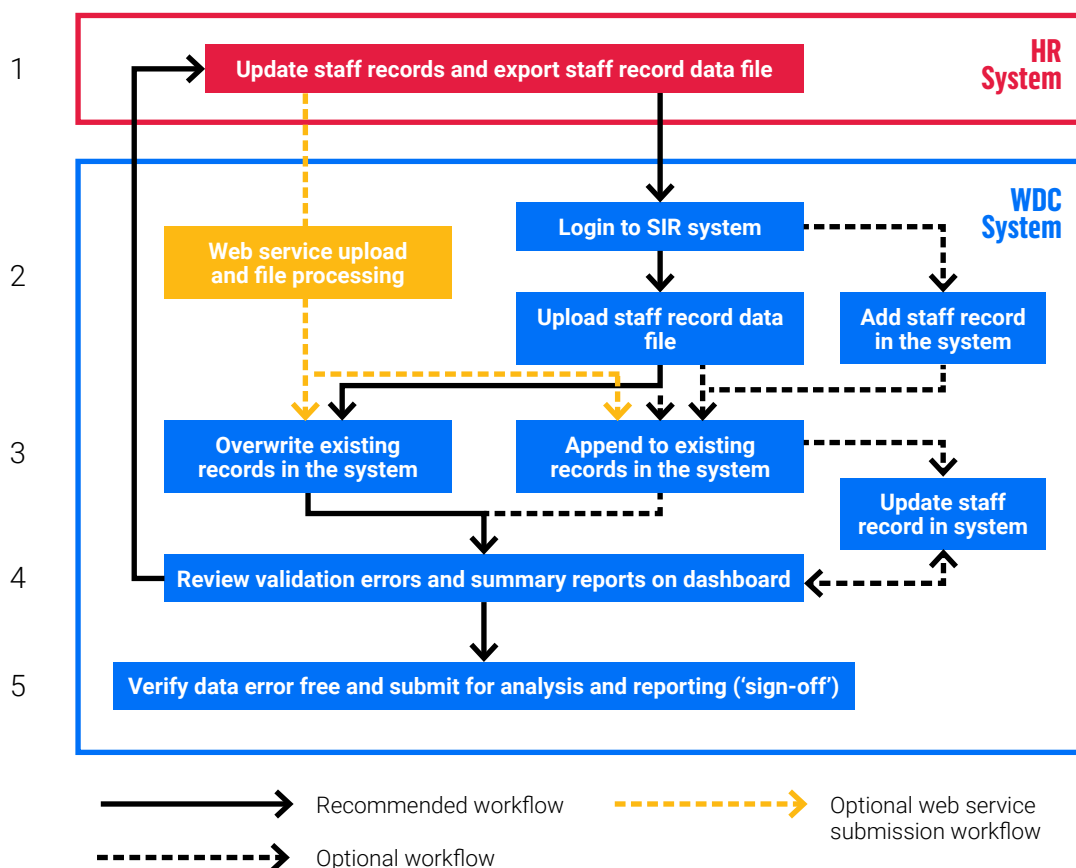 1
Update staff records and export staff record data file
HR
System
WDC
System
Login to SIR system
Web service upload
and file processing
2
Upload staff record data
file
Add staff record
in the system
3
Overwrite existing
records in the system
Append to existing
records in the system
Update staff
record in system
4
Review validation errors and summary reports on dashboard
5
Verify data error free and submit for analysis and reporting (‘sign-off’)
Recommended workflow
Optional web service
submission workflow
Optional workflow